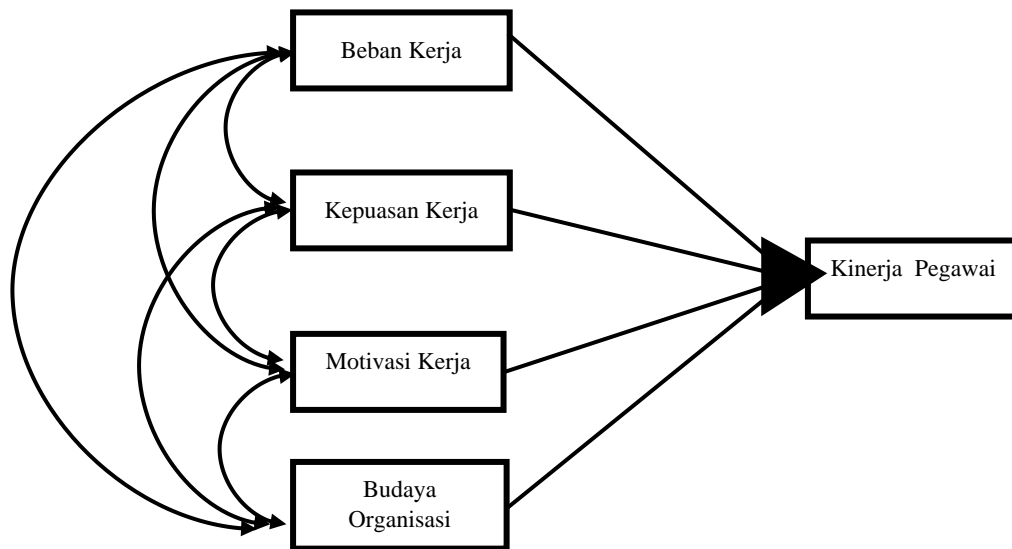 Beban Kerja
Kepuasan Kerja
Kinerja Pegawai
Motivasi Kerja
Budaya
Organisasi